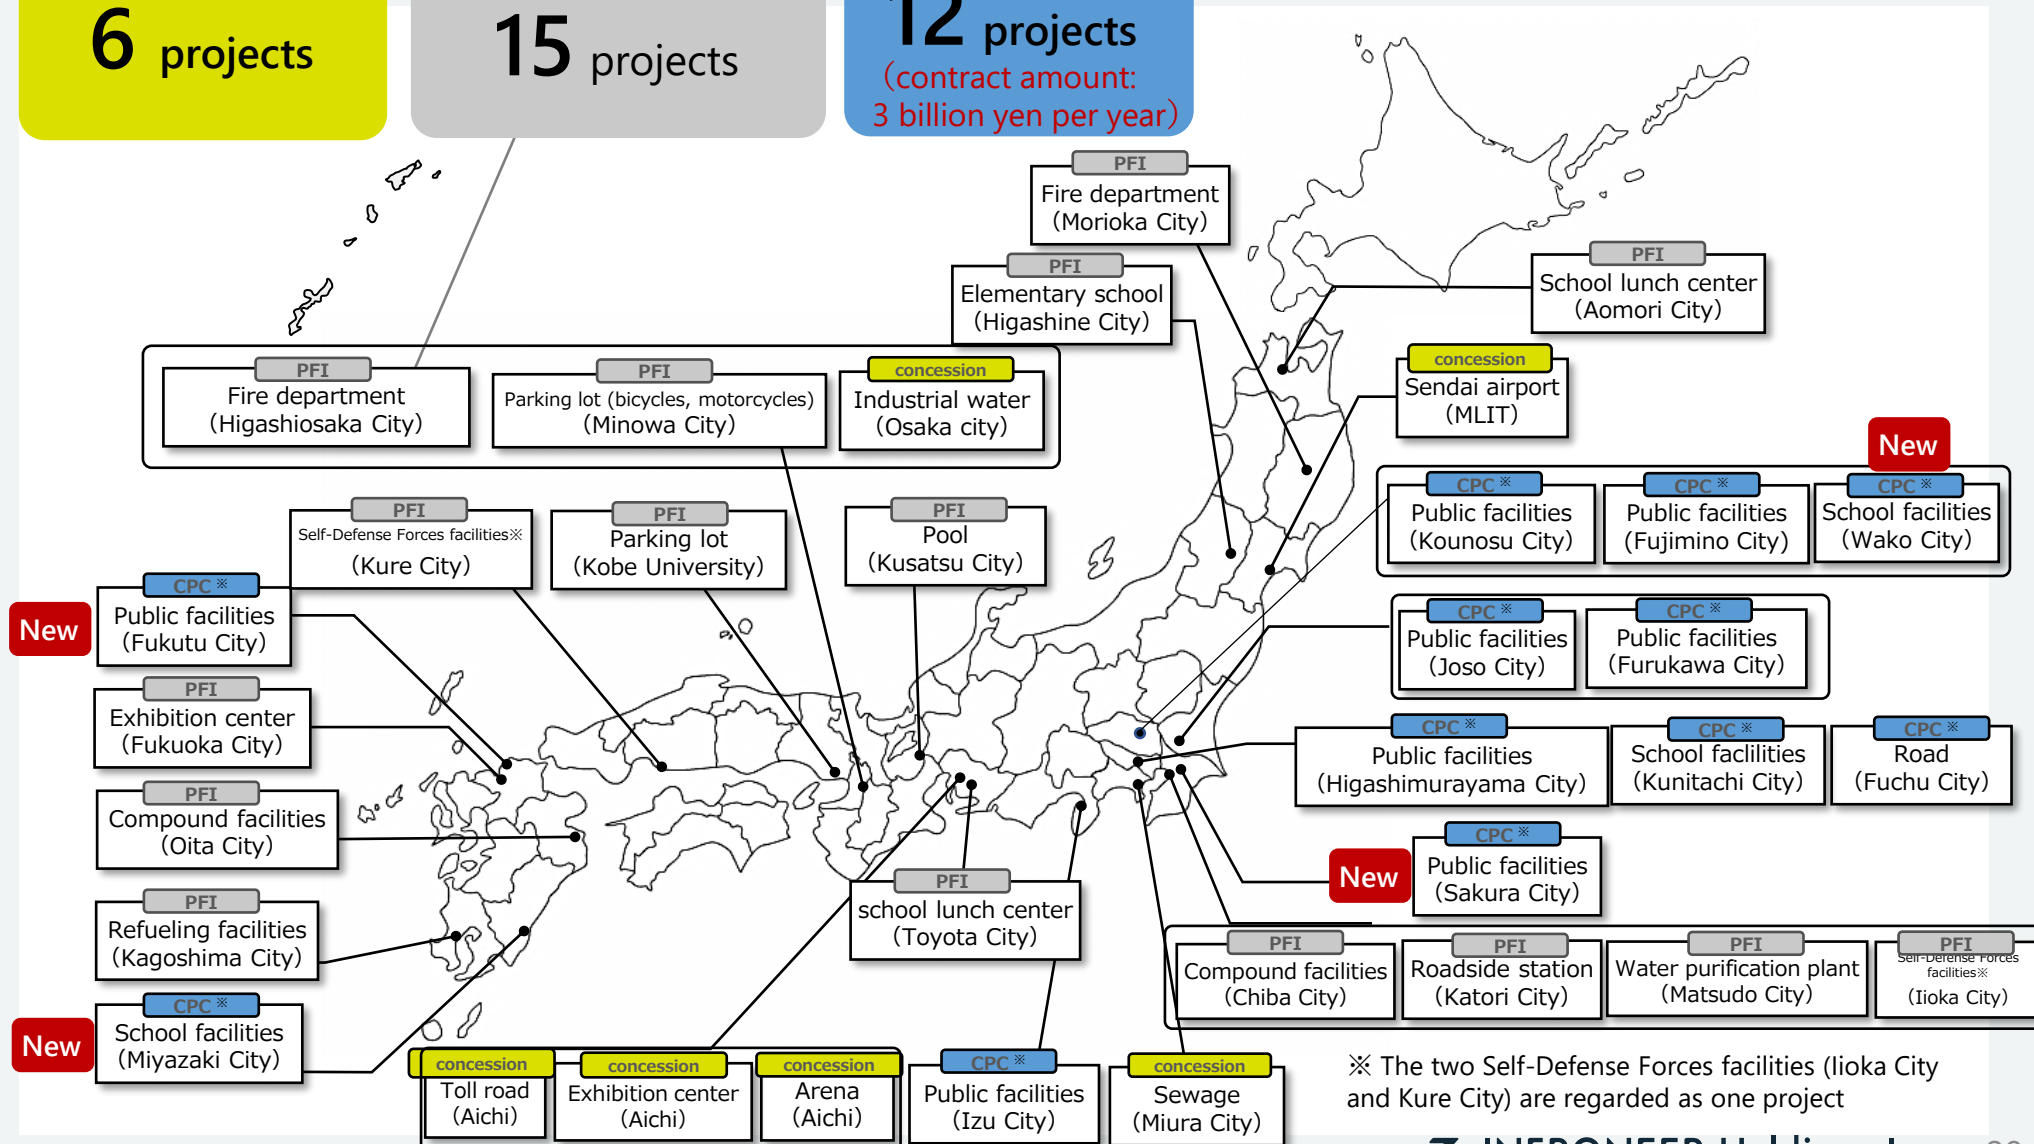 6 projects
15 projects
12 projects
（contract amount:
3 billion yen per year）
PFI
Fire department
（Morioka City）
PFI
Elementary school
（Higashine City）
PFI
School lunch center
（Aomori City）
concession
Sendai airport
（MLIT）
PFI
Fire department
（Higashiosaka City）
PFI
Parking lot (bicycles, motorcycles)
（Minowa City）
concession
Industrial water
（Osaka city）
New
CPC ※
Public facilities
（Kounosu City）
CPC ※
Public facilities
（Fujimino City）
CPC ※
School facilities
（Wako City）
PFI
Self-Defense Forces facilities※
（Kure City）
PFI
Parking lot
（Kobe University）
PFI
Pool
（Kusatsu City）
New
CPC ※
Public facilities
（Fukutu City）
CPC ※
Public facilities
（Joso City）
CPC ※
Public facilities
（Furukawa City）
PFI
Exhibition center
（Fukuoka City）
CPC ※
Public facilities
（Higashimurayama City）
CPC ※
School faclilities
（Kunitachi City）
CPC ※
Road
（Fuchu City）
PFI
Compound facilities
（Oita City）
New
CPC ※
Public facilities
（Sakura City）
PFI
Refueling facilities
（Kagoshima City）
PFI
school lunch center
（Toyota City）
PFI
Compound facilities
（Chiba City）
PFI
Roadside station
（Katori City）
PFI
Water purification plant
（Matsudo City）
PFI
Self-Defense Forces
facilities※
（Iioka City）
New
CPC ※
School facilities
（Miyazaki City）
concession
Toll road
（Aichi）
concession
Exhibition center
（Aichi）
concession
Arena
（Aichi）
CPC ※
Public facilities
（Izu City）
concession
Sewage
（Miura City）
※ The two Self-Defense Forces facilities (Iioka City
and Kure City) are regarded as one project